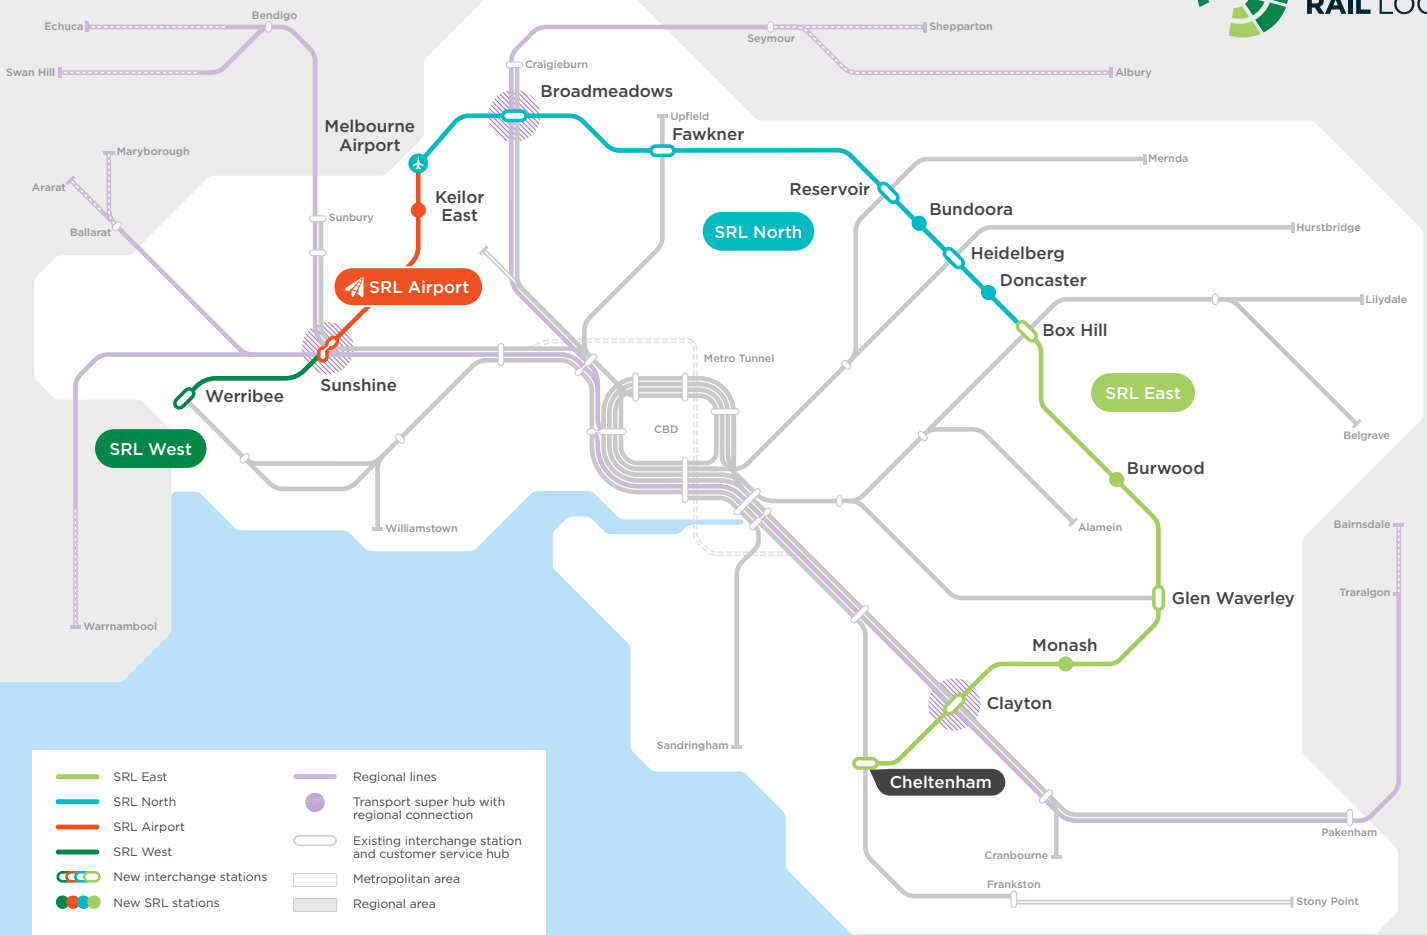 RAIL LOO
Bendigo
Echuca
Swan Hill
Shepparton
Seymour
Albury
Craigieburn
Broadmeadows
Melbourne
Airport
Upfield
Fawkner
Maryborough
Ararat
Ballarat
Mernda
Reservoir
Keilor
East
Bundoora
Sunbury
SRL North
Hurstbridge
Heidelberg
Doncaster
SRL Airport
Lilydale
Box Hill
Metro Tunnel
Sunshine
Werribee
SRL East
CBD
Belgrave
SRL West
Burwood
Williamstown
Alamein
Bairnsdale
Traralgon
Glen Waverley
Warrnambool
Monash
Clayton
Sandringham
Cheltenham
Pakenham
Cranbourne
Frankston
Stony Point
SRL East
SRL North
SRL Airport
SRL West
New interchange stations
New SRL stations
Regional lines
Transport super hub with
regional connection
Existing interchange station
and customer service hub
Metropolitan area
Regional area